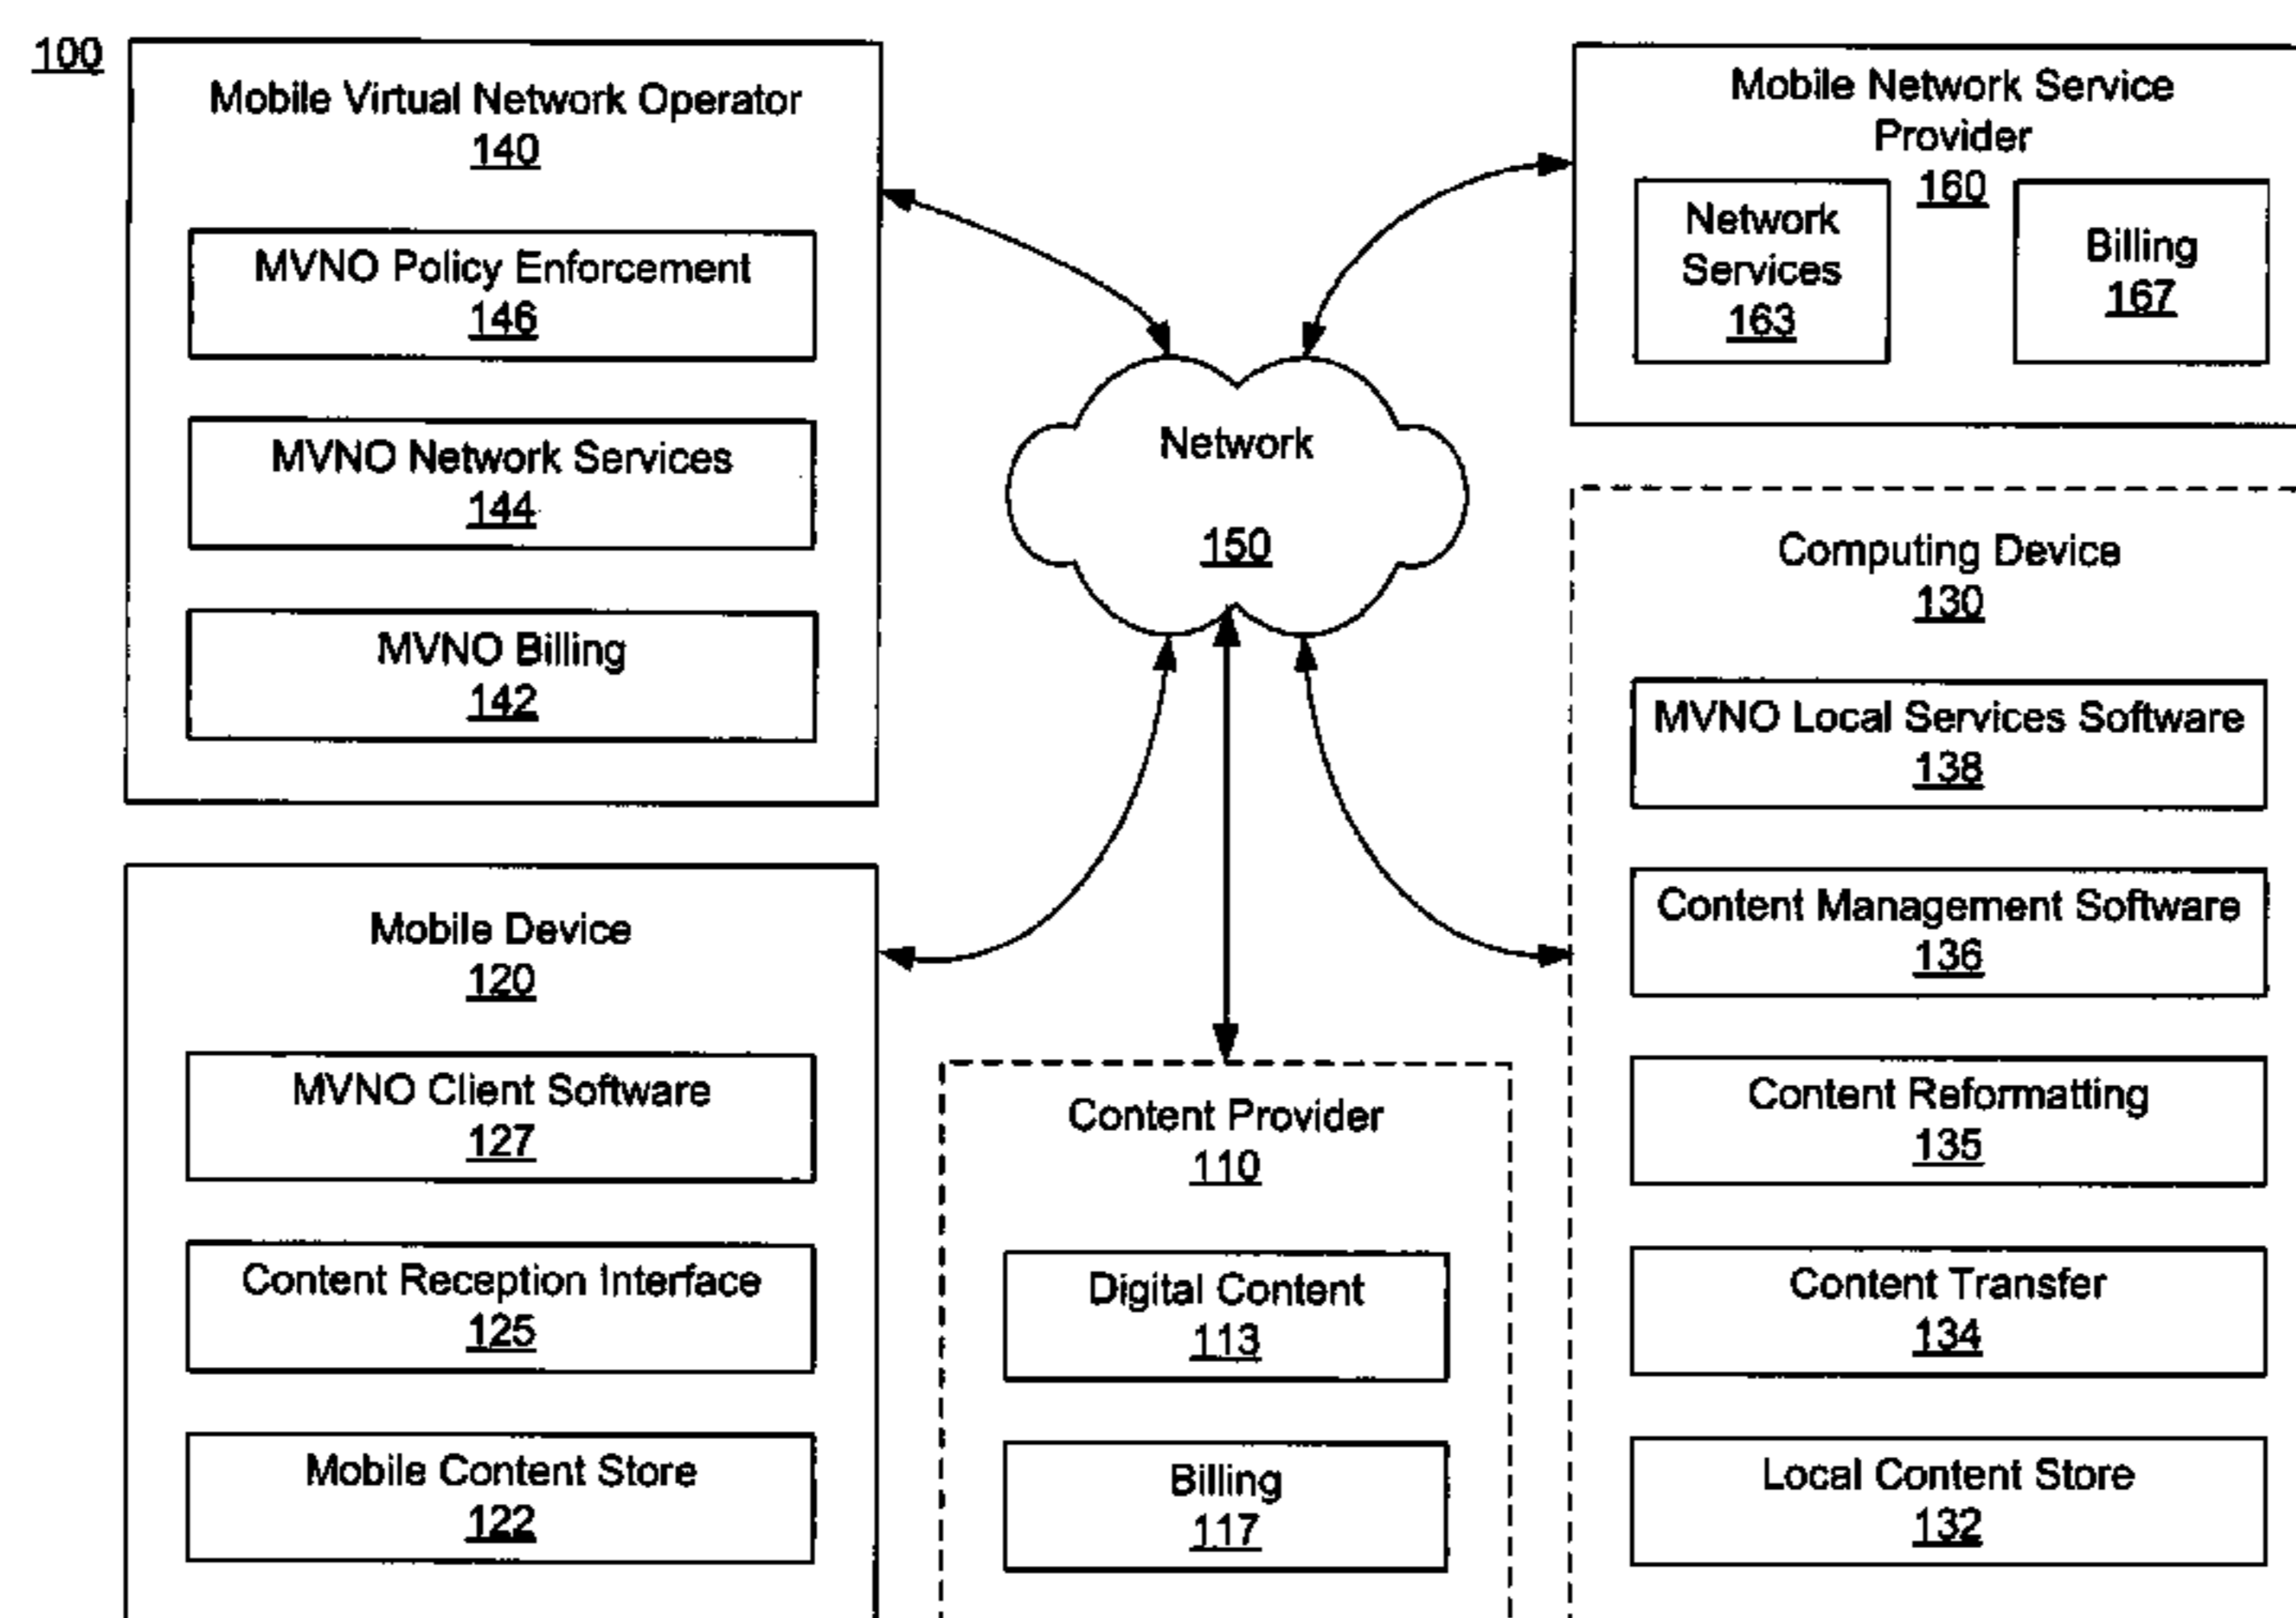 100
Mobile Virtual Network Operator
140
MVNO Policy Enforcement
146
MVNO Network Services
144
MVNO Billing
142
Mobile Network Service
Provider
160
Network
Services
163
Billing
167
Network
150
Computing Device
130
MVNO Local Services Software
138
Content Management Software
136
Content Reformatting
135
Content Transfer
134
Local Content Store
132
Mobile Device
120
MVNO Client Software
127
Content Reception Interface
125
Mobile Content Store
122
Content Provider
110
Digital Content
113
Billing
117